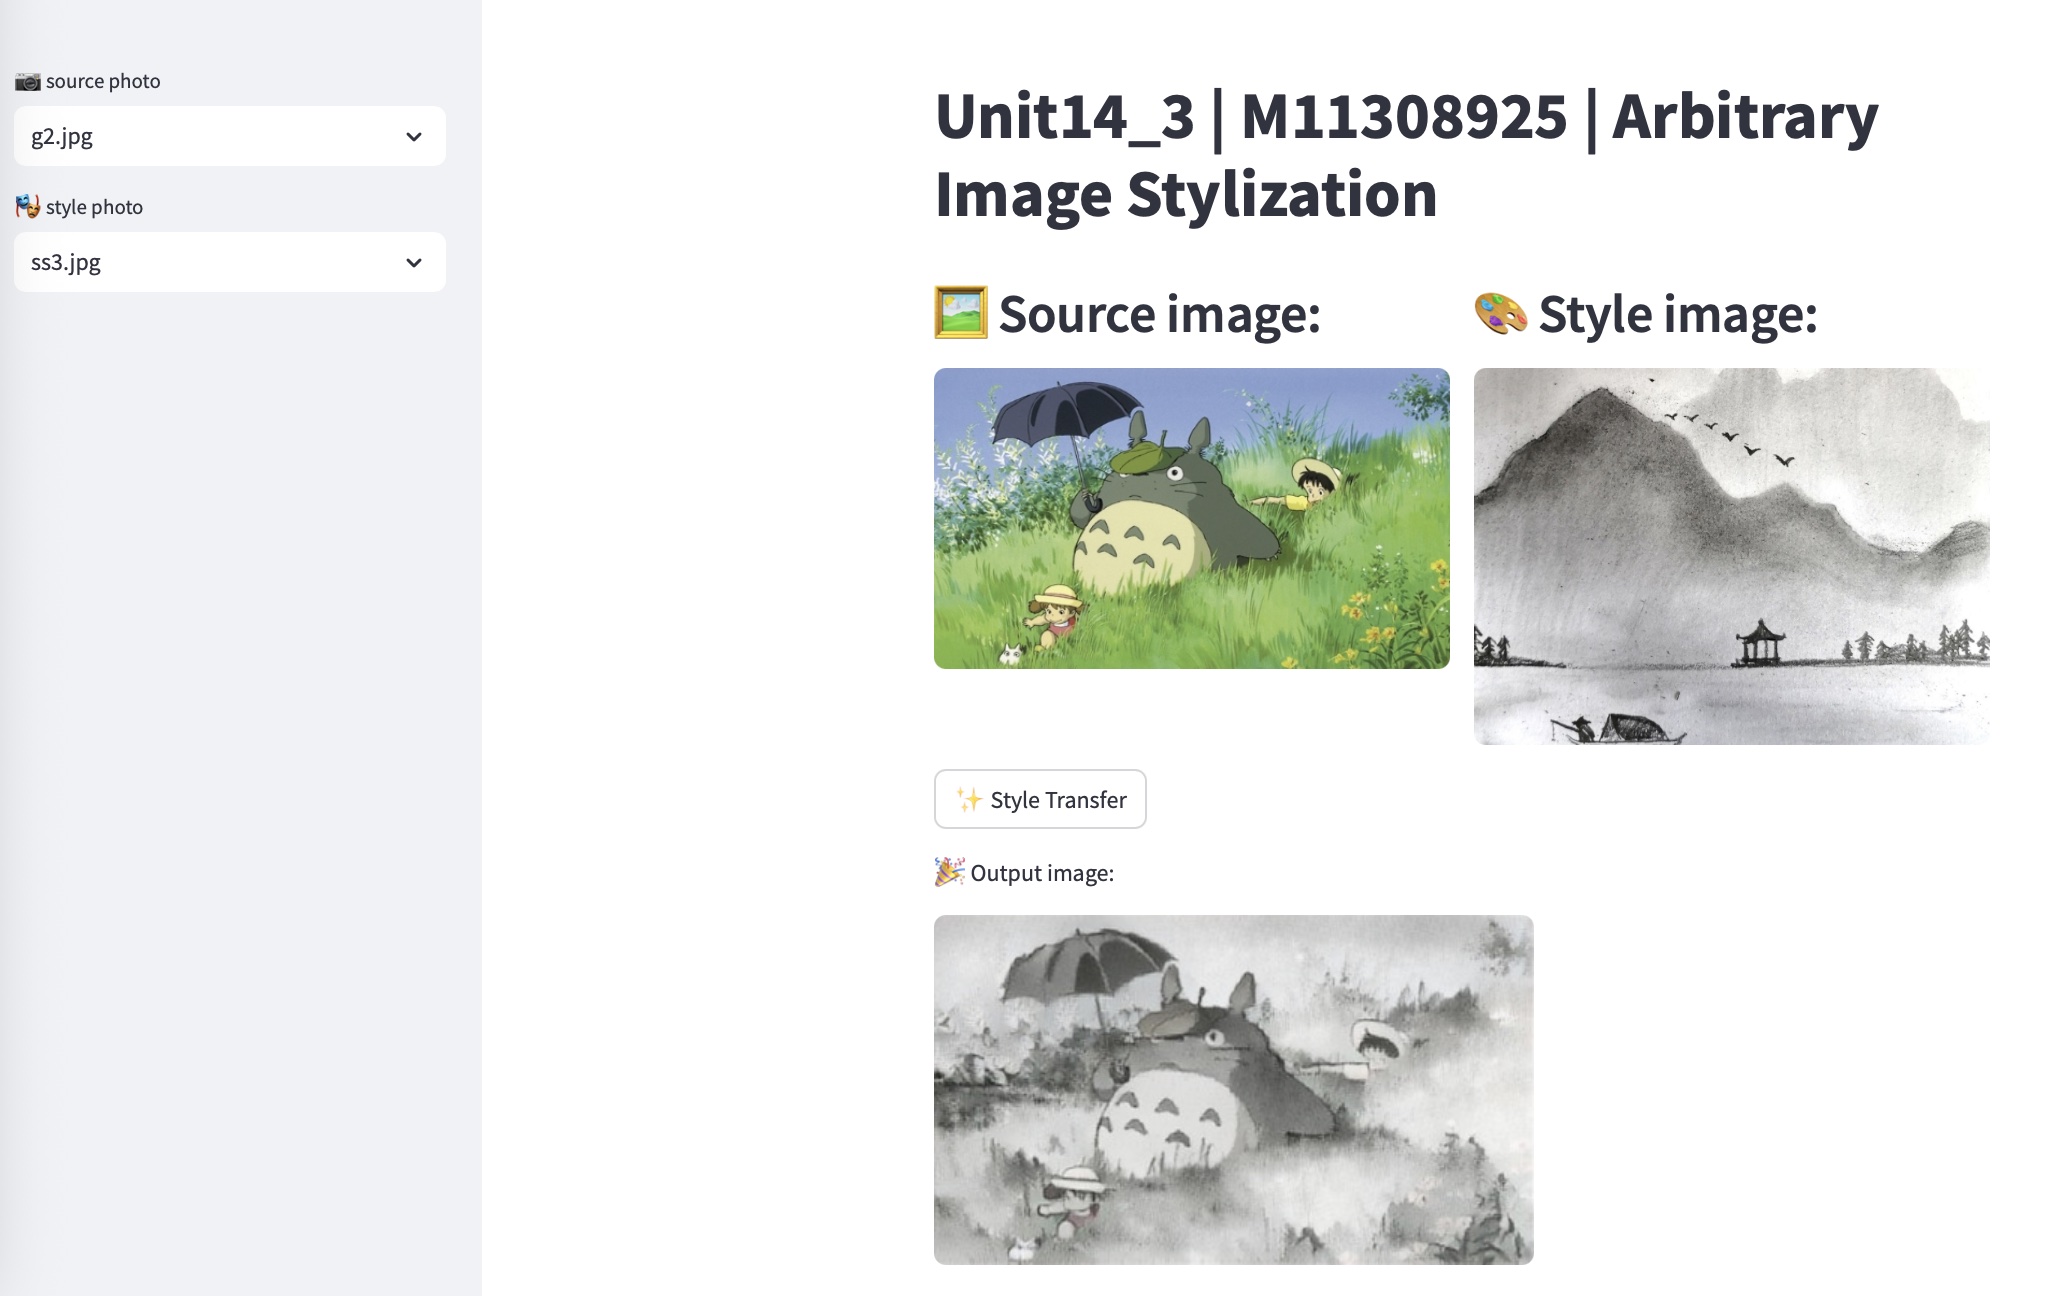 📷 source photo
g2.jpg
🎭 style photo
ss3.jpg
Unit14_3 | M11308925 | Arbitrary
Image Stylization
🖼️ Source image:
🎨 Style image:
✨ Style Transfer
🎉 Output image: